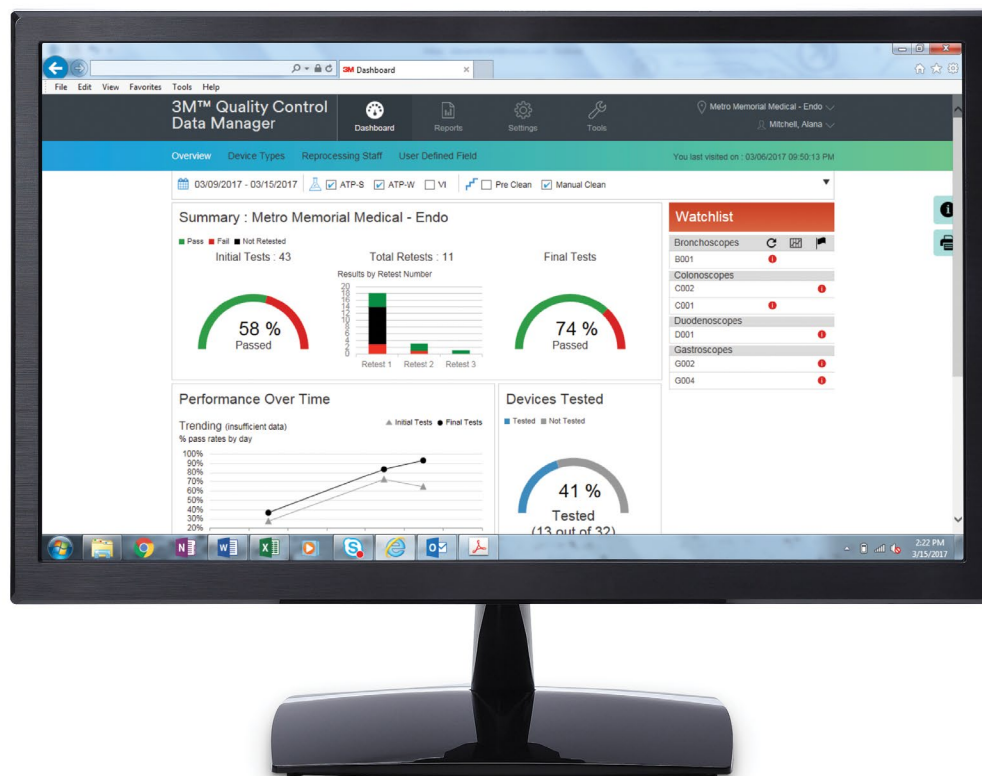 3M Dashboard
File Edit View Favorites Tools Help
3M™ Quality Control
Data Manager
Dashboard
Reports
Settings
Tools
Metro Memorial Medical - Endo
Mitchell, Alana
Overview Device Types Reprocessing Staff User Defined Field You last visited on : 03/06/2017 09:50:13 PM
03/09/2017 - 03/15/2017 ATP-S ATP-W VI Pre Clean Manual Clean
Summary : Metro Memorial Medical - Endo
Pass Fail Not Retested
Initial Tests : 43
58 %
Passed
Total Retests : 11
Results by Retest Number
20
18
16
14
12
10
8
6
4
2
0
Retest 1 Retest 2 Retest 3
Final Tests
74 %
Passed
Watchlist
Bronchoscopes
B001
Colonoscopes
C002
C001
Duodenoscopes
D001
Gastroscopes
G002
G004
Performance Over Time
Trending (insufficient data)
Initial Tests Final Tests
% pass rates by day
100%
90%
80%
70%
60%
50%
40%
30%
20%
Devices Tested
Tested Not Tested
41 %
Tested
(13 out of 32)
2:22 PM
3/15/2017